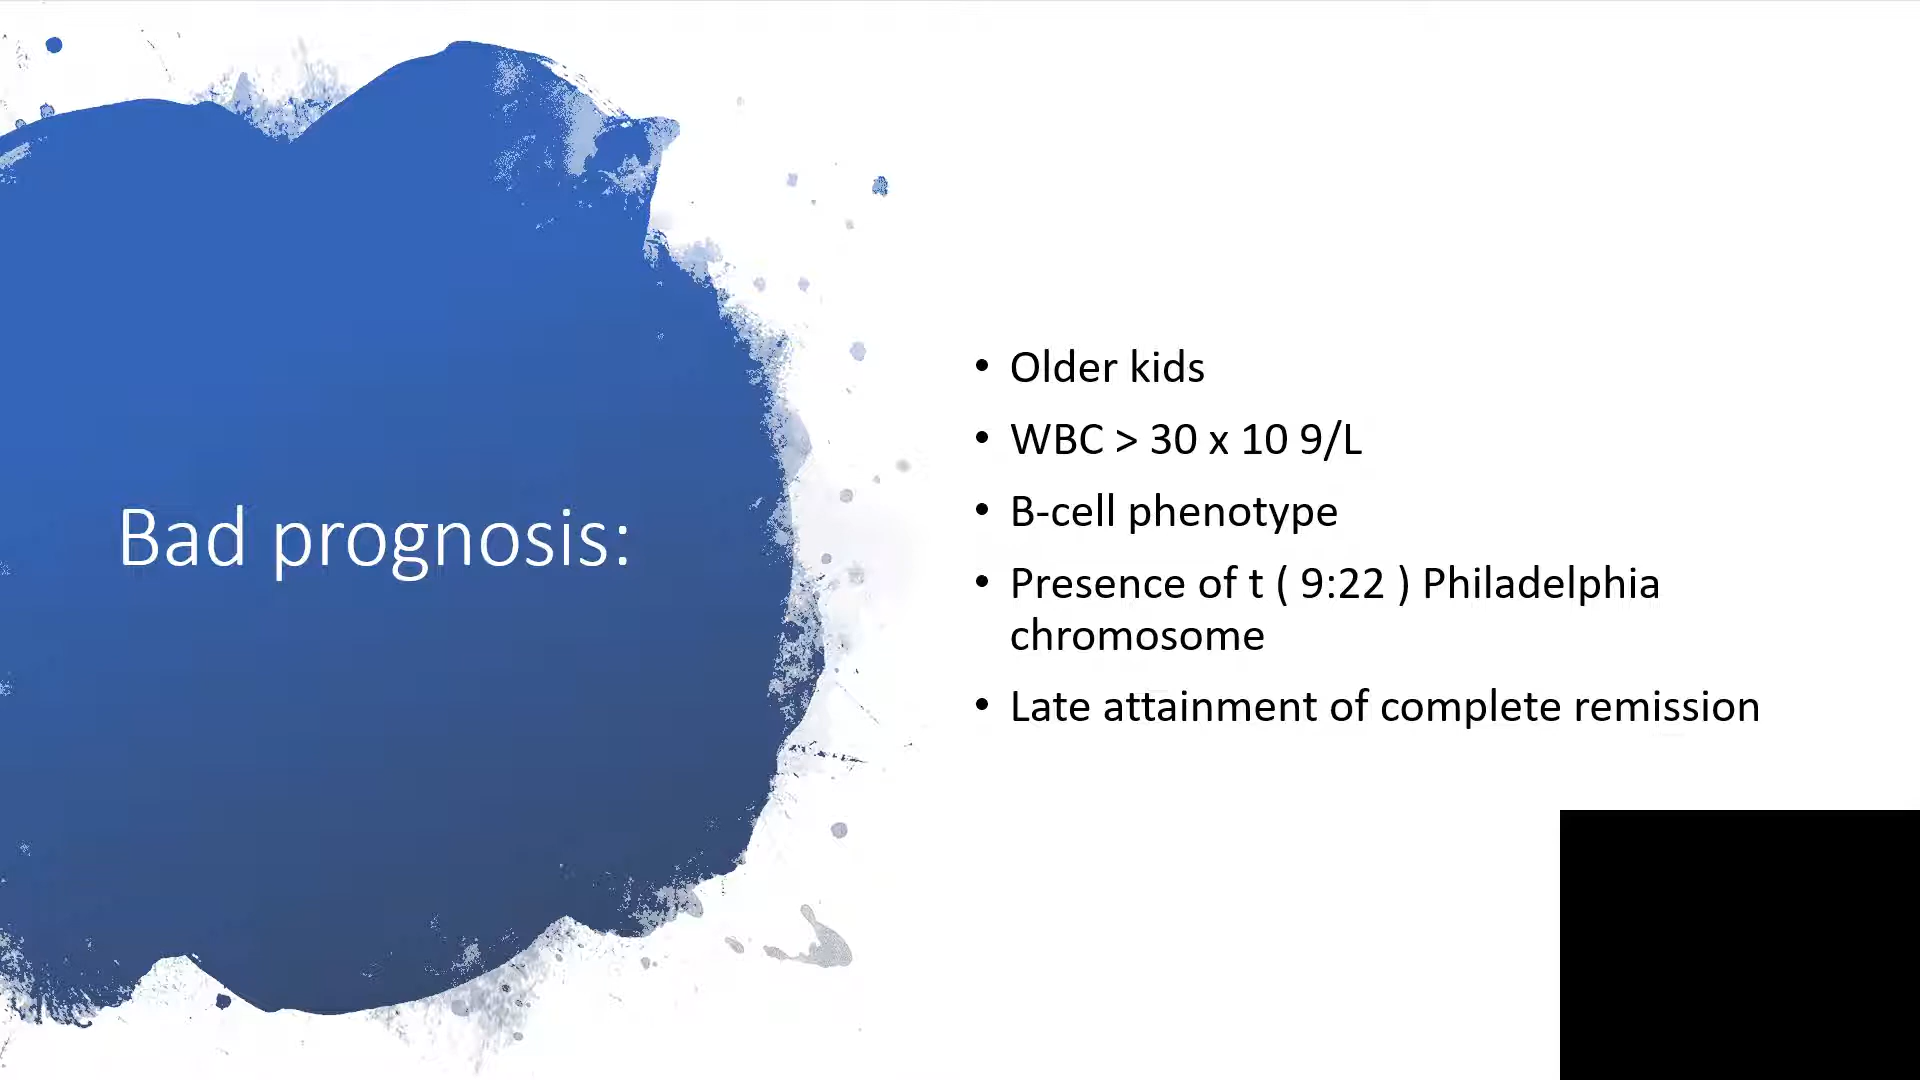 Bad prognosis:
• Older kids
• WBC > 30 x 10 9/L
• B-cell phenotype
• Presence of t ( 9:22 ) Philadelphia
chromosome
• Late attainment of complete remission